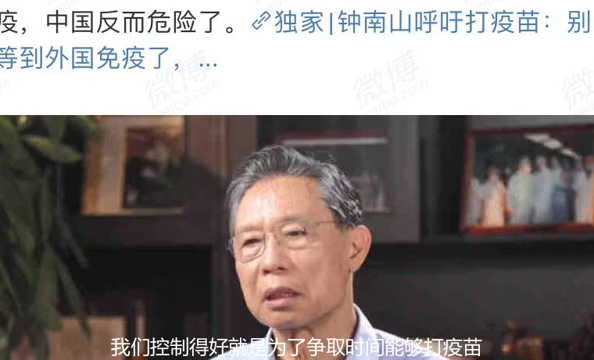 疫，中国反而危险了。独家|钟南山呼吁打疫苗：别
等到外国免疫了，...
我们控制得好就是为了争取时间能够打疫苗